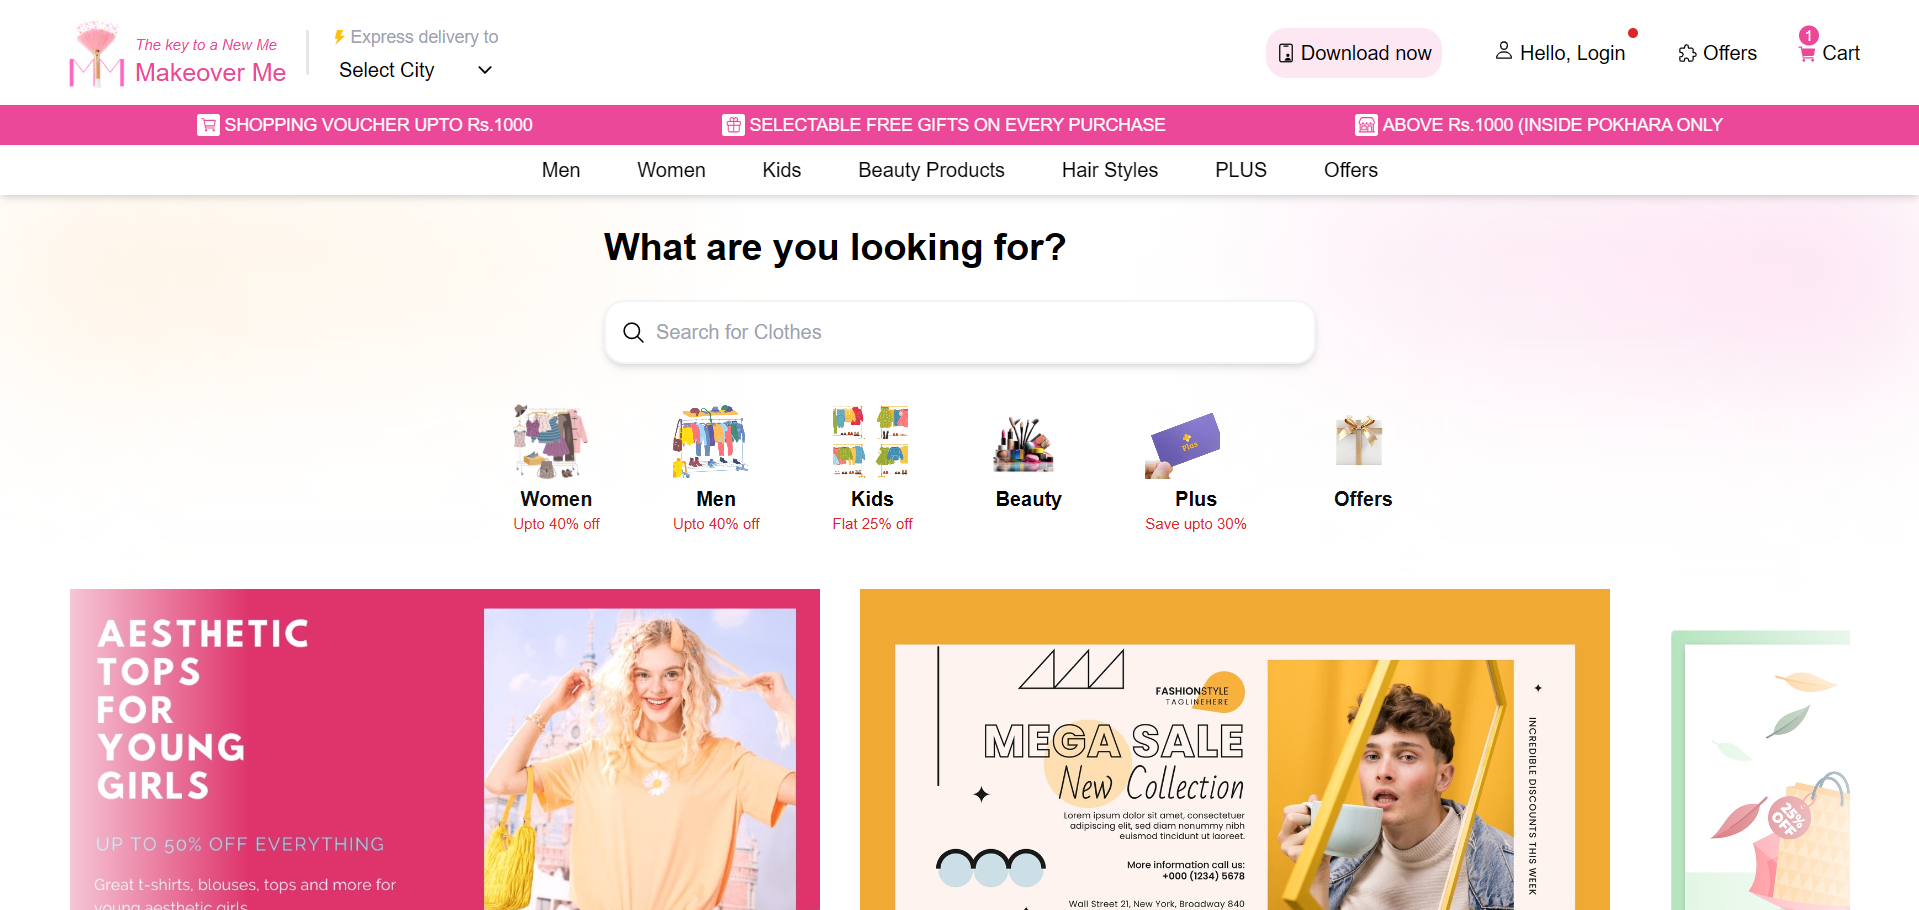 The key to a New Me
Makeover Me
Express delivery to
Select City
Download now
Hello, Login
Offers
1
Cart
SHOPPING VOUCHER UPTO Rs.1000
SELECTABLE FREE GIFTS ON EVERY PURCHASE
ABOVE Rs.1000 (INSIDE POKHARA ONLY
Men
Women
Kids
Beauty Products
Hair Styles
PLUS
Offers
What are you looking for?
Search for Clothes
Plus
Women
Upto 40% off
Men
Upto 40% off
Kids
Flat 25% off
Beauty
Plus
Save upto 30%
Offers
AESTHETIC
TOPS
FOR
YOUNG
GIRLS
UP TO 50% OFF EVERYTHING
Great t-shirts, blouses, tops and more for
young aesthetic girls
FASHIONSTYLE
TAGLINEHERE
MEGA SALE
New Collection
Lorem ipsum dolor sit amet, consectetuer
adipiscing elit, sed diam nonummy nibh
euismod tincidunt ut laoreet.
More information call us:
+000 (1234) 5678
Wall Street 21, New York, Broadway 840
INCREDIBLE DISCOUNTS THIS WEEK
25%
OFF